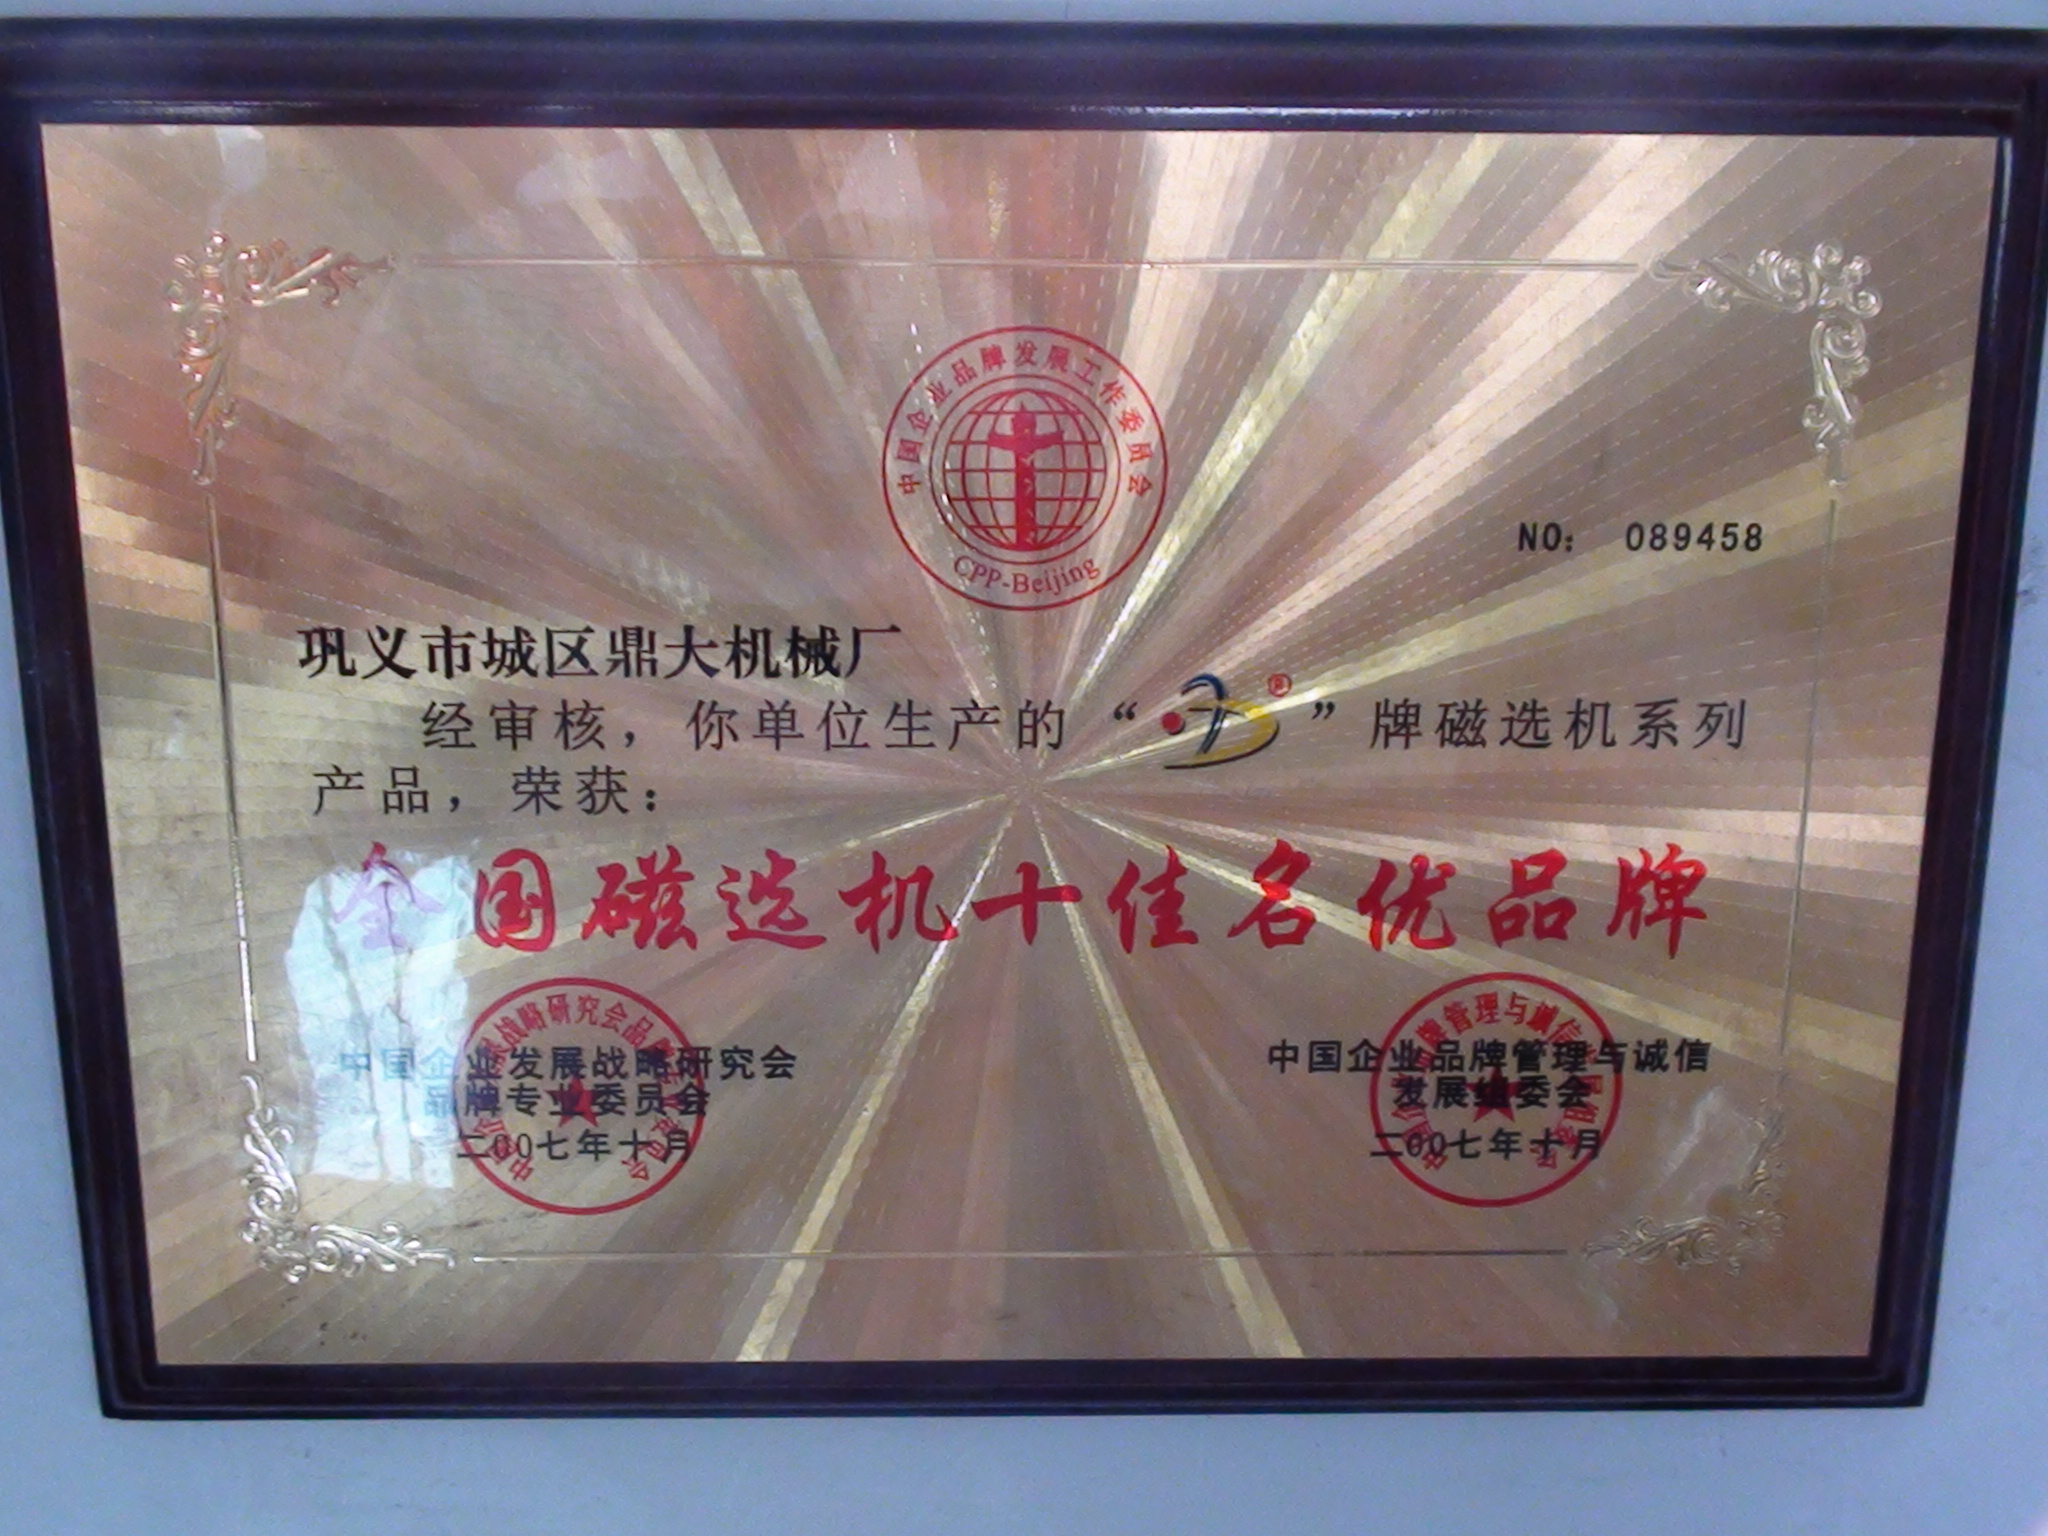 中国企业品牌发展工作委员会
CPP-Beijing
NO： 089458
巩义市城区鼎大机械厂
经审核，你单位生产的“ ® ”牌磁选机系列
产品，荣获：
全国磁选机十佳名优品牌
中国企业发展战略研究会
品牌专业委员会
二00七年十月
中国企业品牌管理与诚信
发展组委会
二00七年十月